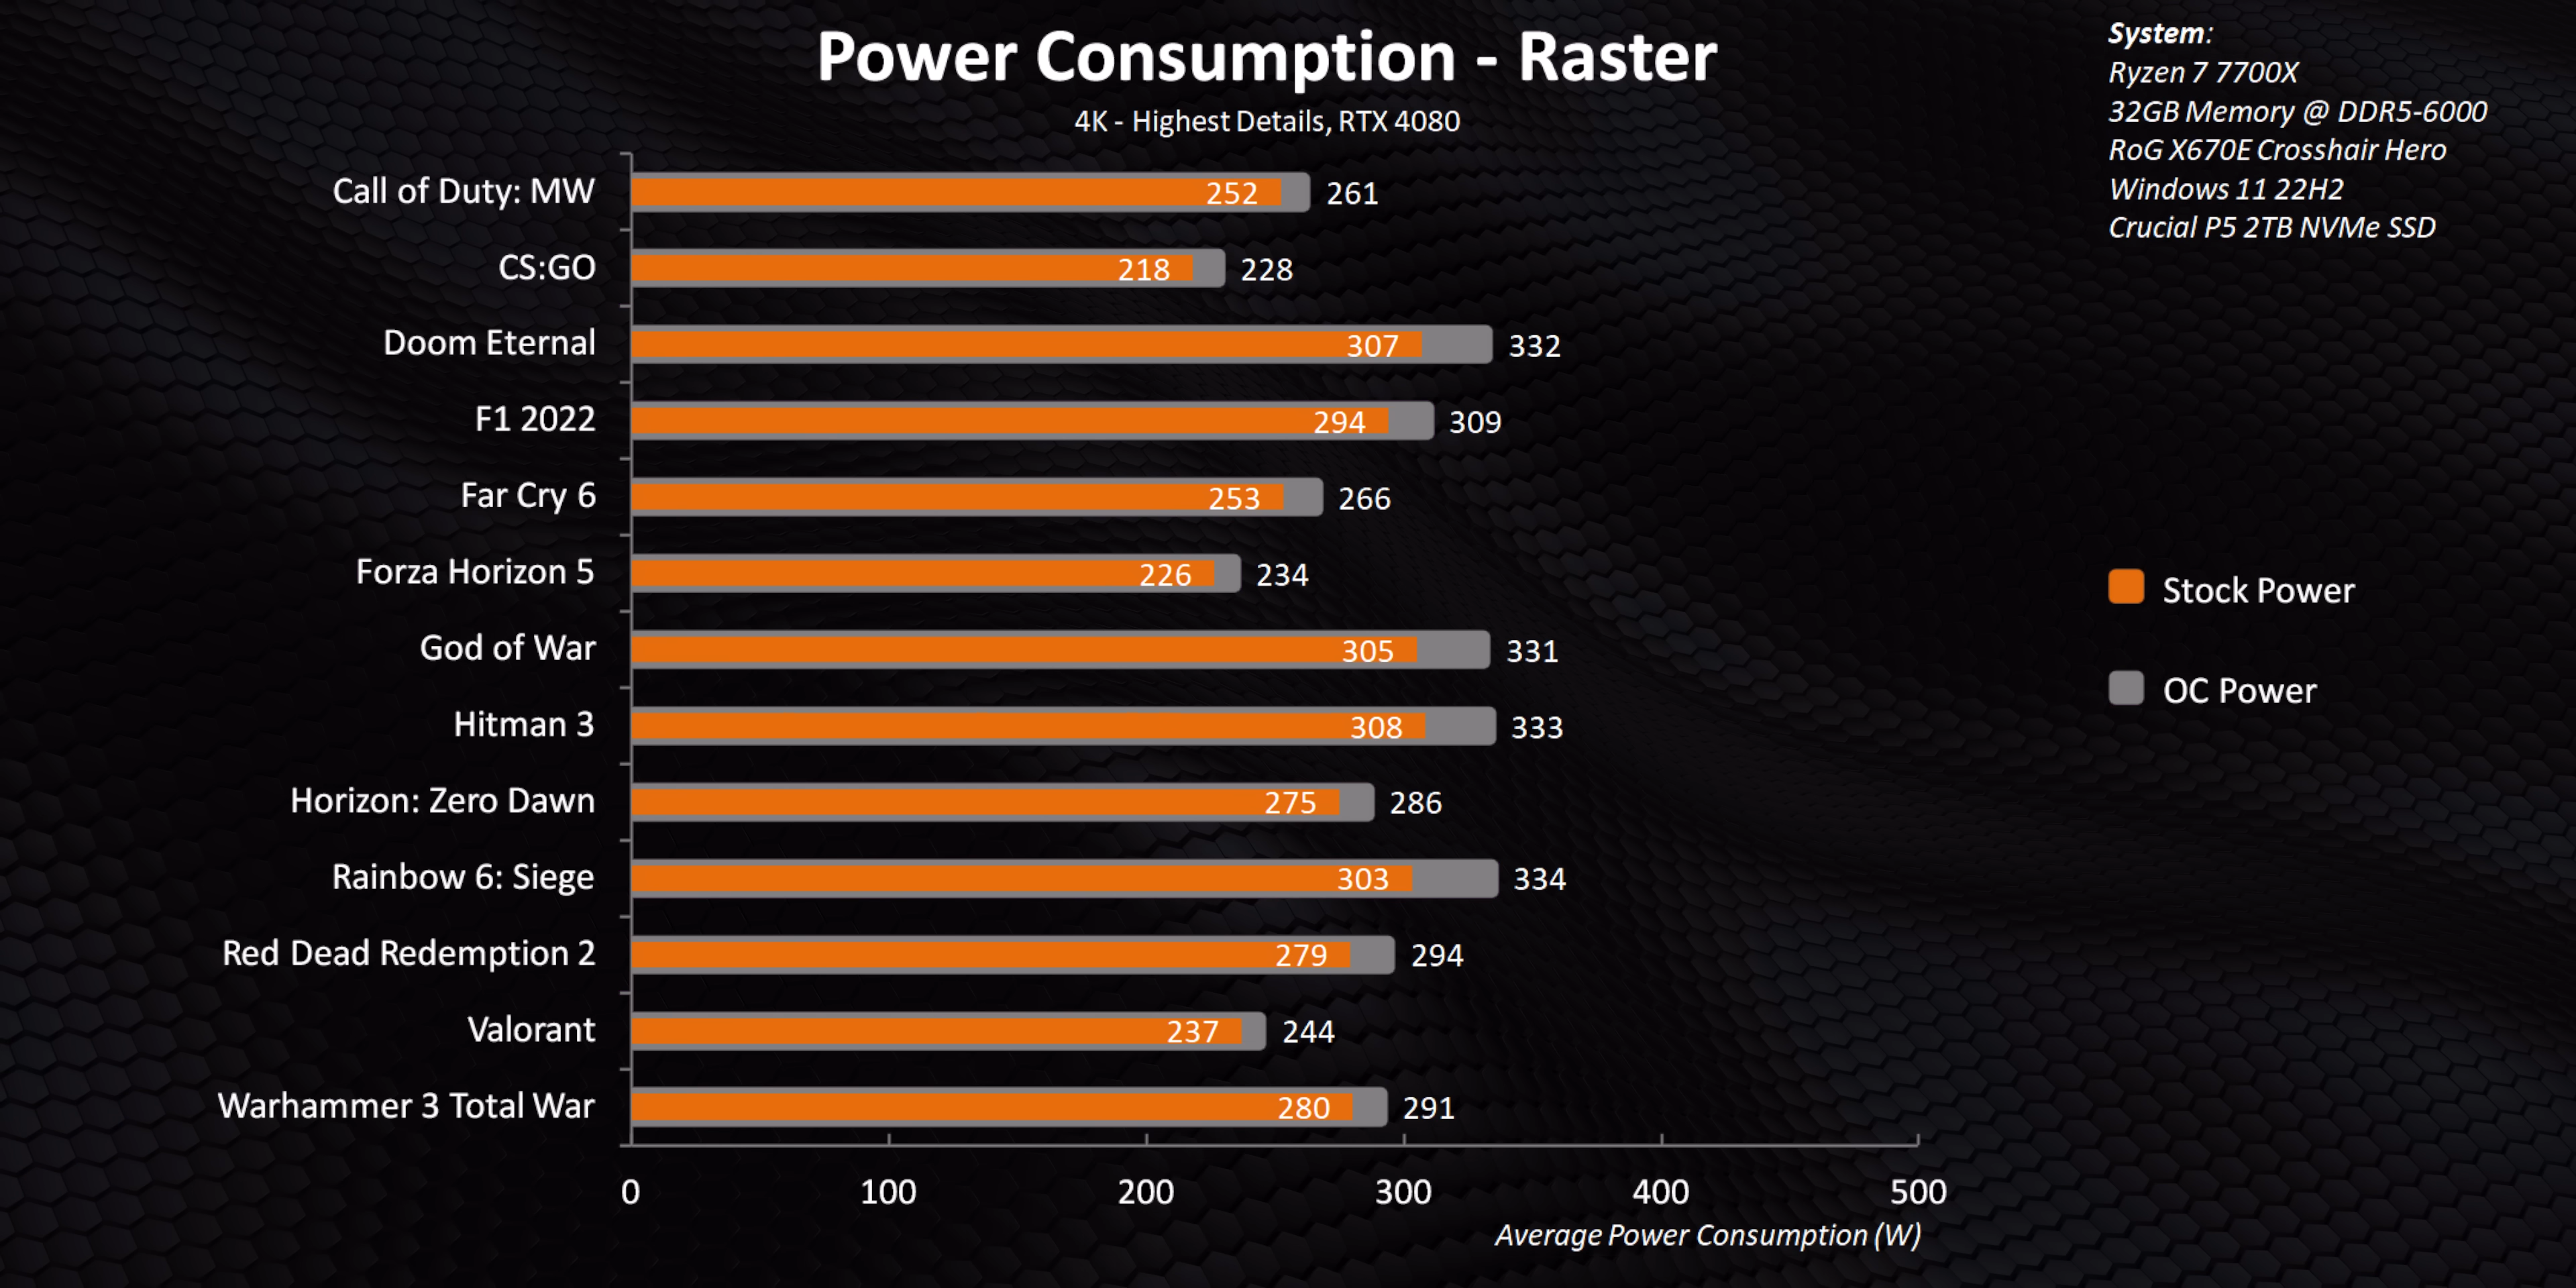 Power Consumption - Raster
4K - Highest Details, RTX 4080
System:
Ryzen 7 7700X
32GB Memory @ DDR5-6000
RoG X670E Crosshair Hero
Windows 11 22H2
Crucial P5 2TB NVMe SSD
Call of Duty: MW 252 261
CS:GO 218 228
Doom Eternal 307 332
F1 2022 294 309
Far Cry 6 253 266
Forza Horizon 5 226 234
God of War 305 331
Hitman 3 308 333
Horizon: Zero Dawn 275 286
Rainbow 6: Siege 303 334
Red Dead Redemption 2 279 294
Valorant 237 244
Warhammer 3 Total War 280 291
0 100 200 300 400 500
Average Power Consumption (W)
Stock Power
OC Power